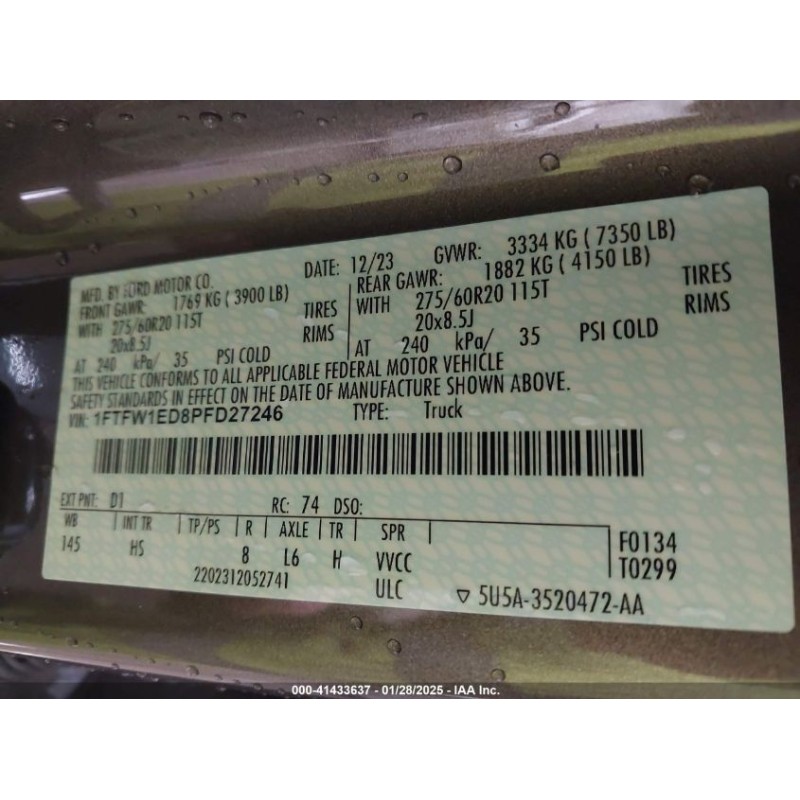 MFD. BY FORD MOTOR CO. DATE: 12/23 GVWR: 3334 KG ( 7350 LB)
FRONT GAWR: 1769 KG ( 3900 LB) REAR GAWR: 1882 KG ( 4150 LB)
WITH 275/60R20 115T TIRES WITH 275/60R20 115T TIRES
20x8.5J RIMS 20x8.5J RIMS
AT 240 kPa/ 35 PSI COLD AT 240 kPa/ 35 PSI COLD
THIS VEHICLE CONFORMS TO ALL APPLICABLE FEDERAL MOTOR VEHICLE
SAFETY STANDARDS IN EFFECT ON THE DATE OF MANUFACTURE SHOWN ABOVE.
VIN: 1FTFW1ED8PFD27246 TYPE: Truck
EXT PNT: D1 RC: 74 DSO:
WB INT TR TP/PS R AXLE TR SPR
145 HS 8 L6 H VVCC F0134
2202312052741 ULC T0299
▽ 5U5A-3520472-AA
000-41433637 - 01/28/2025 - IAA Inc.